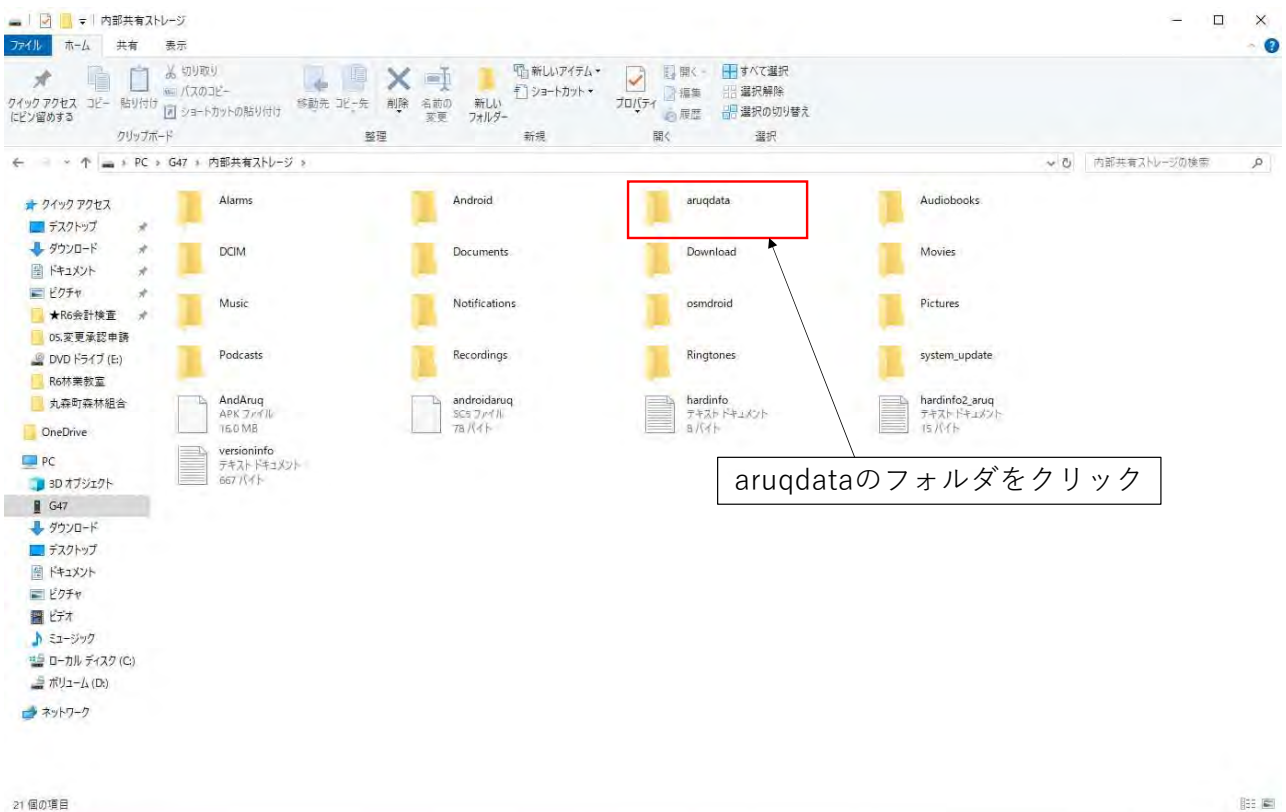 内部共有ストレージ
ファイル ホーム 共有 表示
クイック アクセス
にピン留めする
コピー
貼り付け
切り取り
パスのコピー
ショートカットの貼り付け
クリップボード
移動先
コピー先
削除
名前の
変更
整理
新しい
フォルダー
新しいアイテム
ショートカット
新規
プロパティ
開く
編集
履歴
開く
すべて選択
選択解除
選択の切り替え
選択
PC › G47 › 内部共有ストレージ ›
内部共有ストレージの検索
クイック アクセス
デスクトップ
ダウンロード
ドキュメント
ピクチャ
★R6会計検査
05.変更承認申請
DVD ドライブ (E:)
R6林業教室
丸森町森林組合
OneDrive
PC
3D オブジェクト
G47
ダウンロード
デスクトップ
ドキュメント
ピクチャ
ビデオ
ミュージック
ローカル ディスク (C:)
ボリューム (D:)
ネットワーク
Alarms Android aruqdata Audiobooks
DCIM Documents Download Movies
Music Notifications osmdroid Pictures
Podcasts Recordings Ringtones system_update
AndAruq
APK ファイル
16.0 MB
androidaruq
SCS ファイル
78 バイト
hardinfo
テキスト ドキュメント
8 バイト
hardinfo2_aruq
テキスト ドキュメント
15 バイト
versioninfo
テキスト ドキュメント
667 バイト
aruqdataのフォルダをクリック
21 個の項目